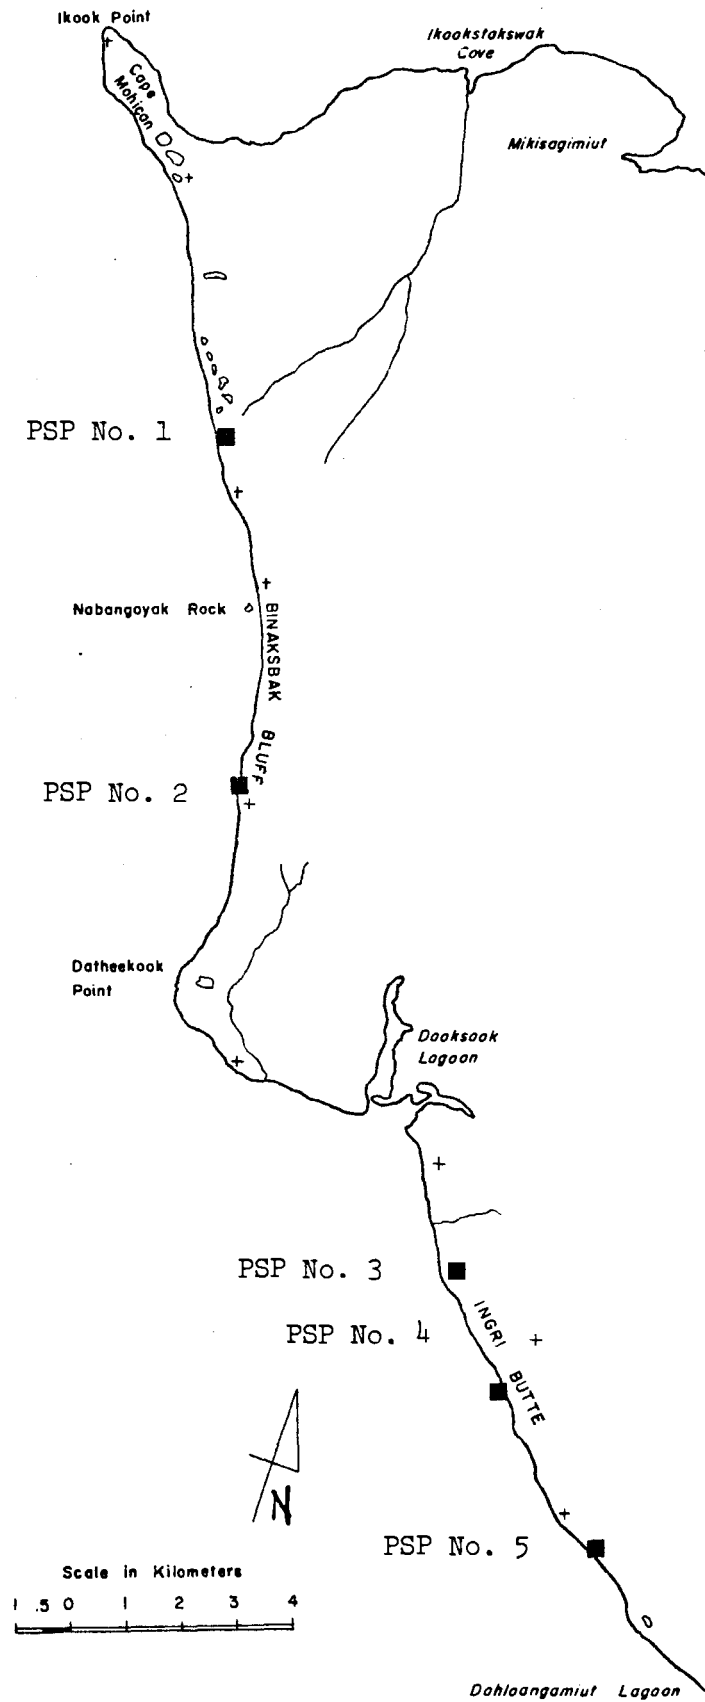 Ikook Point
Ikookstakswak
Cove
Cape
Mohican
Mikisagimiut
PSP No. 1
Nabangoyak Rock
BINAKSBAK
BLUFF
PSP No. 2
Datheekook
Point
Dooksook
Lagoon
PSP No. 3
PSP No. 4
INGRI
BUTTE
N
PSP No. 5
Scale in Kilometers
1 .5 0 1 2 3 4
Dohloongamiut Lagoon